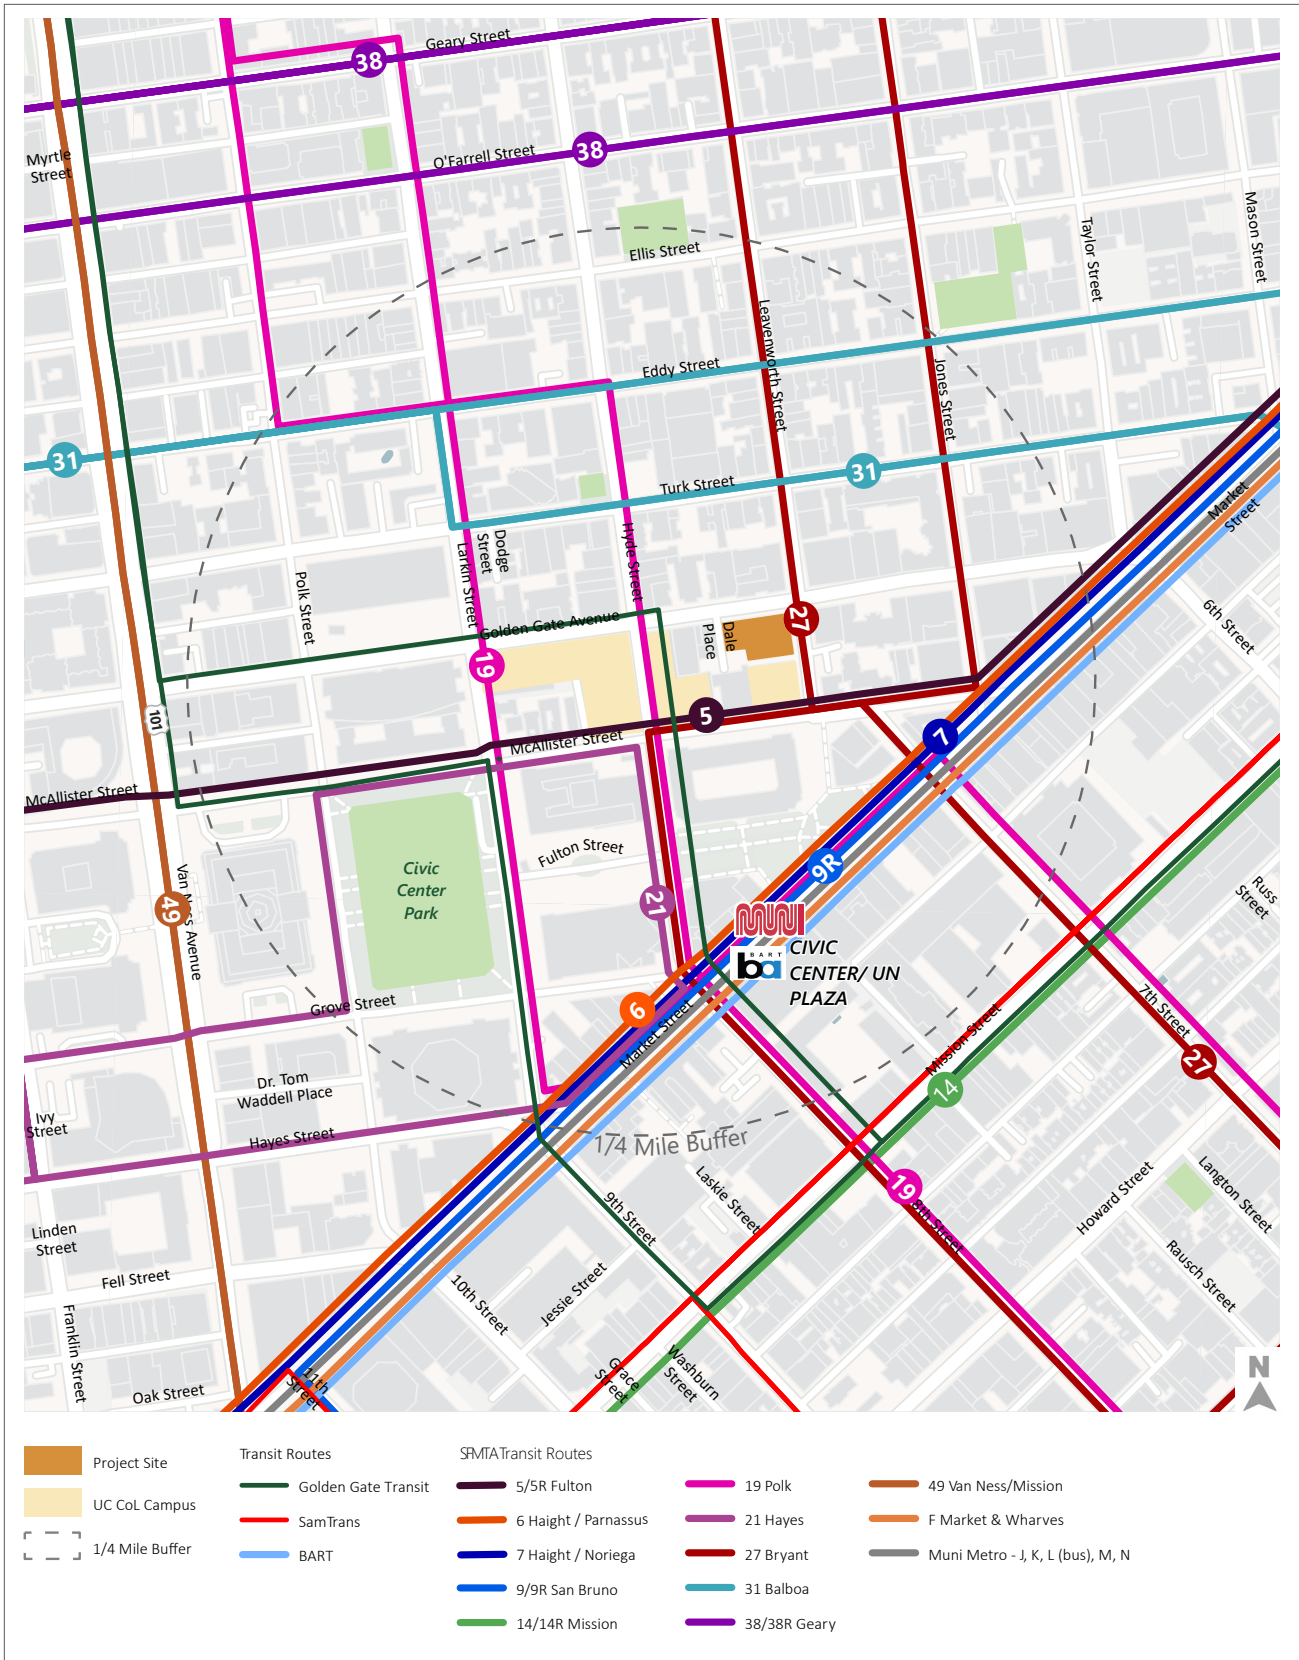 Geary Street
38
Myrtle
Street
O'Farrell Street
38
Mason Street
Taylor Street
Ellis Street
Leavenworth Street
Eddy Street
Jones Street
31
31
Turk Street
Market
Street
Dodge
Street
Larkin Street
Hyde Street
Polk Street
6th Street
Golden Gate Avenue
Dale
Place
27
19
101
5
7
McAllister Street
McAllister Street
Fulton Street
Civic
Center
Park
9R
Van Ness Avenue
49
21
Russ
Street
MUNI
BART
ba
CIVIC
CENTER/ UN
PLAZA
Grove Street
6
Market Street
7th Street
Mission Street
27
14
Dr. Tom
Waddell Place
Ivy
Street
Hayes Street
1/4 Mile Buffer
Laskie Street
19
8th Street
Howard Street
Langton Street
9th Street
Linden
Street
Rausch Street
Fell Street
10th Street
Jessie Street
Franklin Street
Oak Street
11th
Street
Grace
Street
Washburn
Street
N
Project Site
UC CoL Campus
1/4 Mile Buffer
Transit Routes
Golden Gate Transit
SamTrans
BART
SFMTA Transit Routes
5/5R Fulton
6 Haight / Parnassus
7 Haight / Noriega
9/9R San Bruno
14/14R Mission
19 Polk
21 Hayes
27 Bryant
31 Balboa
38/38R Geary
49 Van Ness/Mission
F Market & Wharves
Muni Metro - J, K, L (bus), M, N